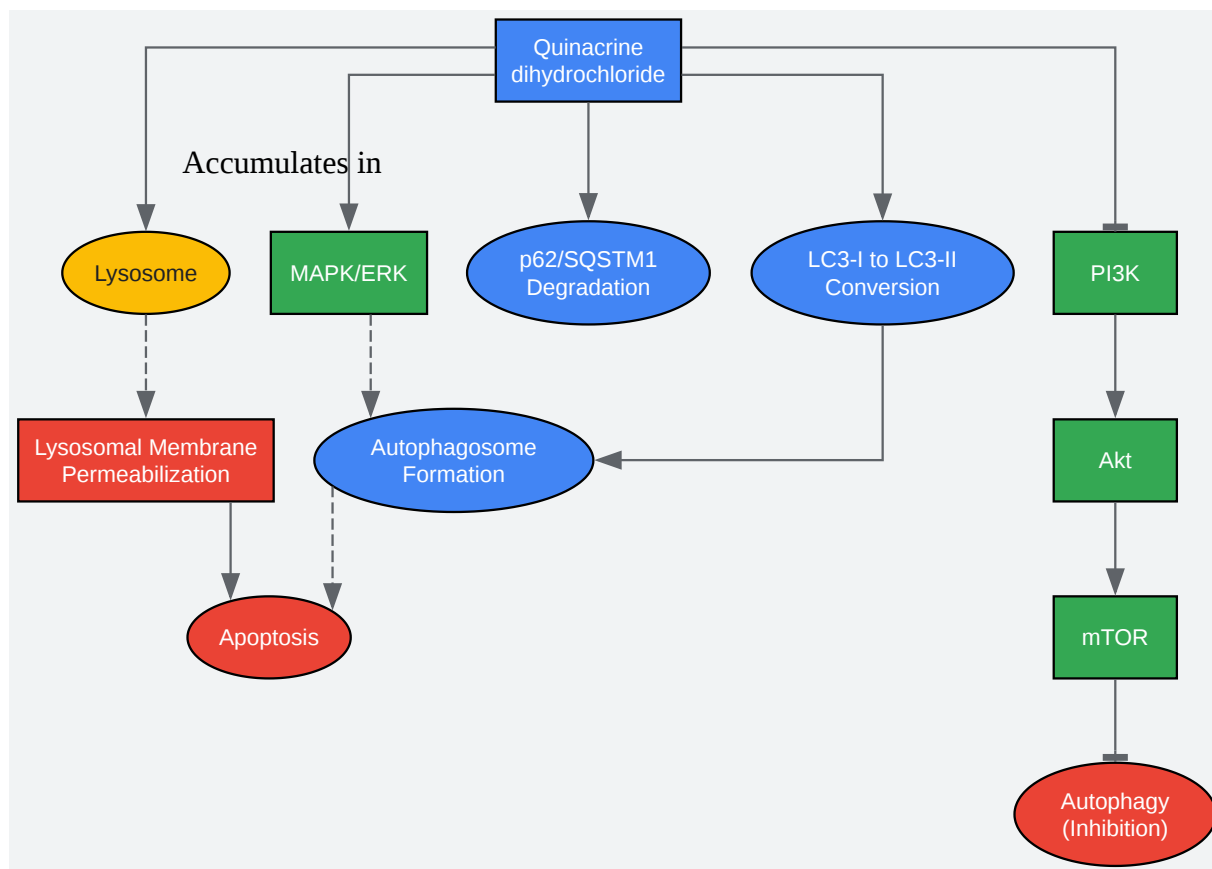 Quinacrine
dihydrochloride
Accumulates in
Lysosome
MAPK/ERK
p62/SQSTM1
Degradation
LC3-I to LC3-II
Conversion
PI3K
Lysosomal Membrane
Permeabilization
Autophagosome
Formation
Akt
Apoptosis
mTOR
Autophagy
(Inhibition)